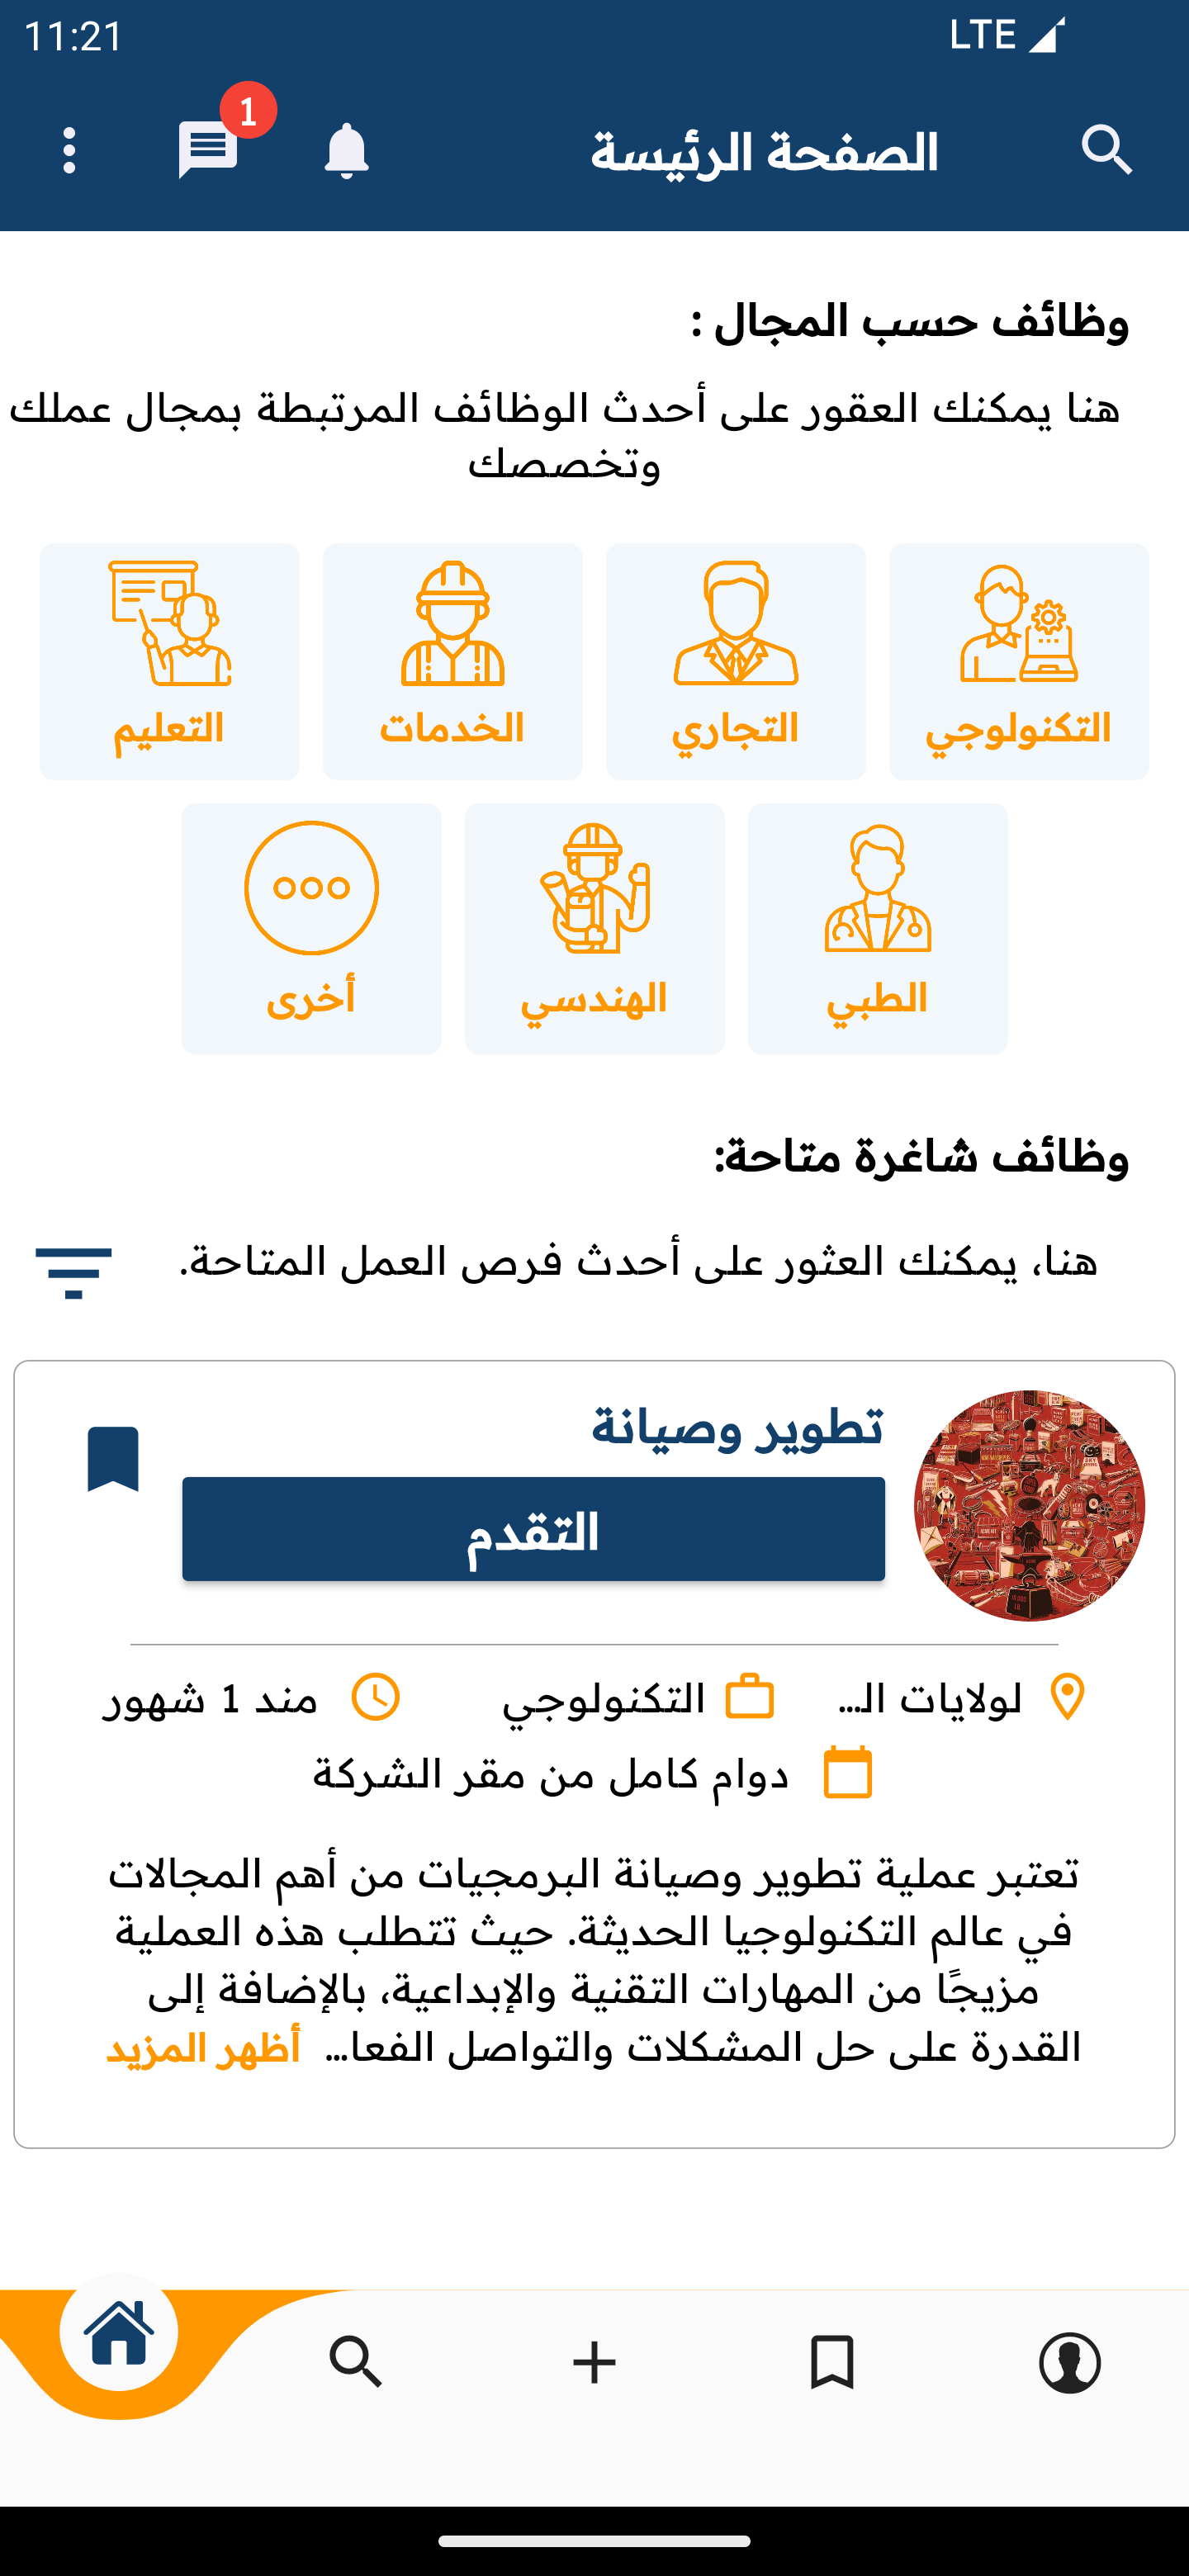 11:21
LTE
1
الصفحة الرئيسة
وظائف حسب المجال :
هنا يمكنك العقور على أحدث الوظائف المرتبطة بمجال عملك
وتخصصك
التكنولوجي
التجاري
الخدمات
التعليم
الطبي
الهندسي
أخرى
وظائف شاغرة متاحة:
هنا، يمكنك العثور على أحدث فرص العمل المتاحة.
تطوير وصيانة
التقدم
لولايات الـ...
التكنولوجي
مند 1 شهور
دوام كامل من مقر الشركة
تعتبر عملية تطوير وصيانة البرمجيات من أهم المجالات
في عالم التكنولوجيا الحديثة. حيث تتطلب هذه العملية
مزيجًا من المهارات التقنية والإبداعية، بالإضافة إلى
القدرة على حل المشكلات والتواصل الفعا... أظهر المزيد